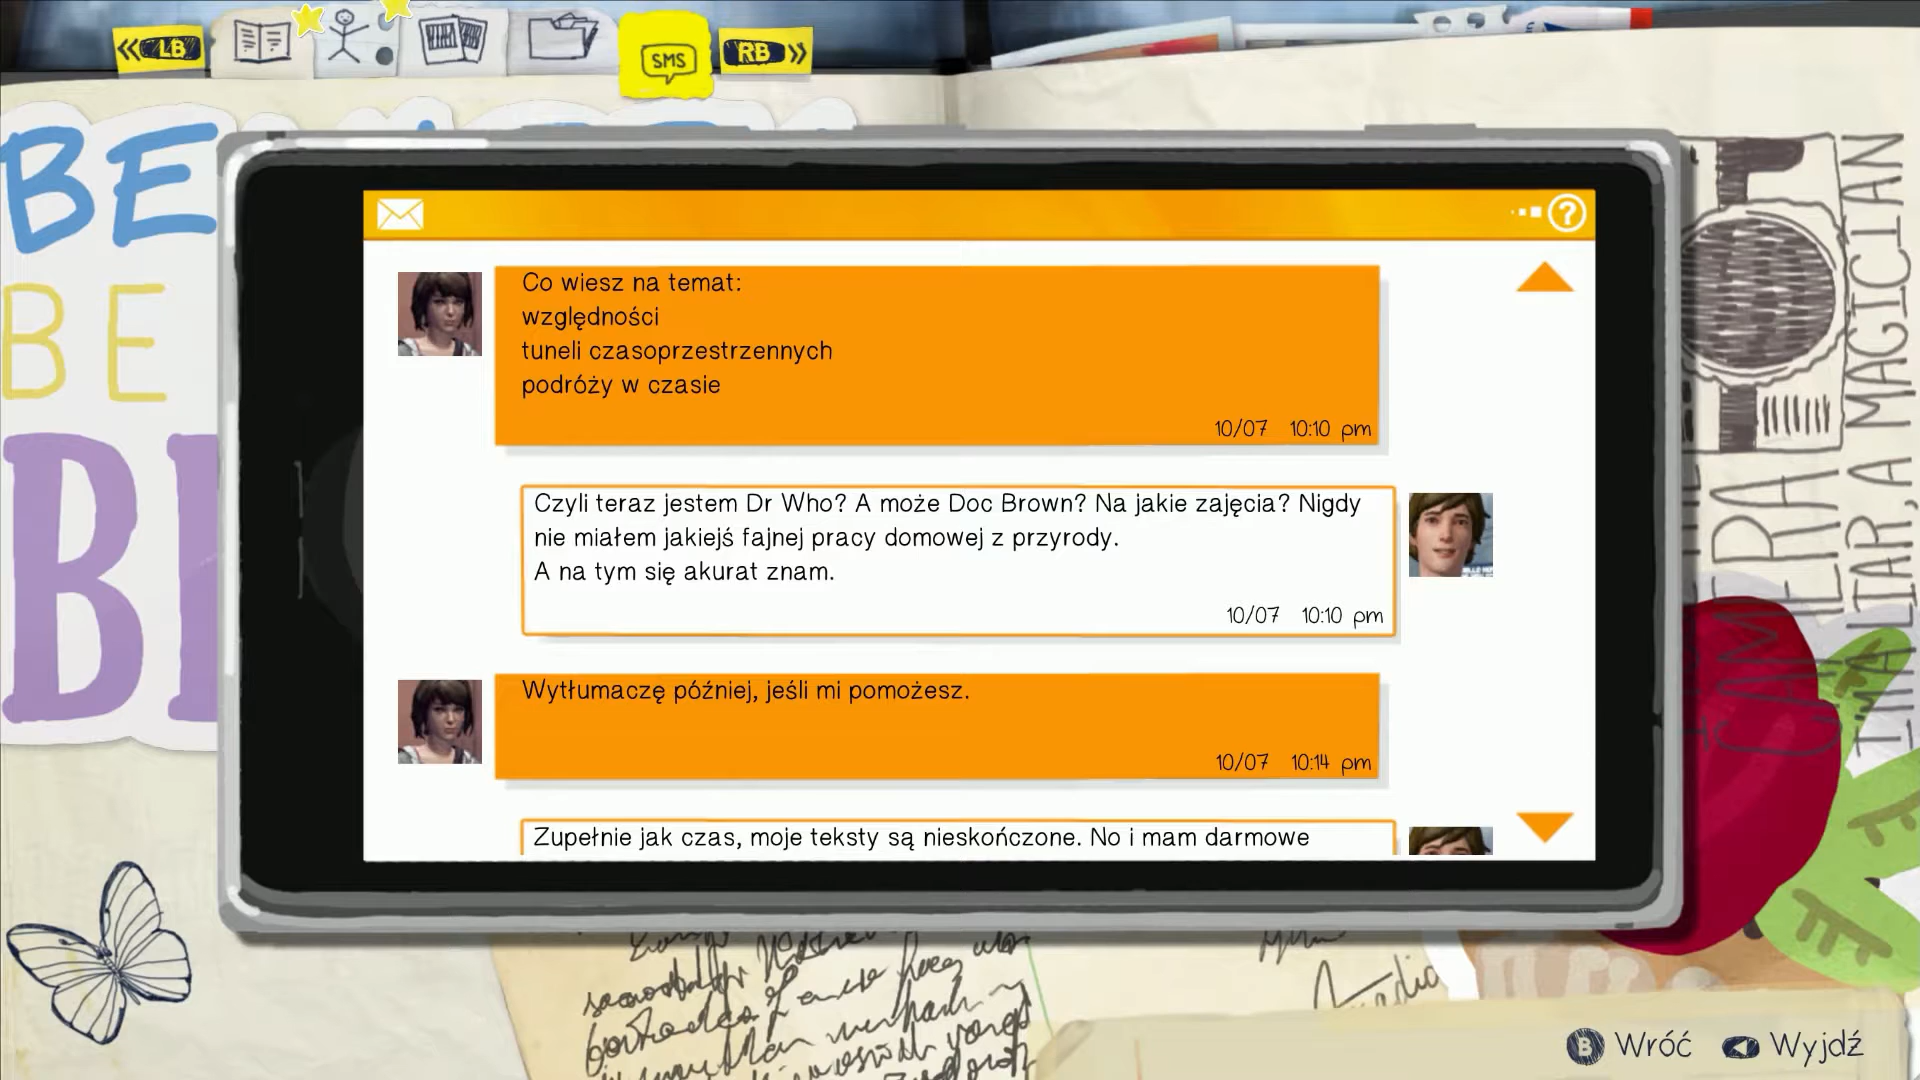 LB
SMS
RB
BE
BE
Co wiesz na temat:
względności
tuneli czasoprzestrzennych
podróży w czasie
10/07 10:10 pm
Czyli teraz jestem Dr Who? A może Doc Brown? Na jakie zajęcia? Nigdy
nie miałem jakiejś fajnej pracy domowej z przyrody.
A na tym się akurat znam.
10/07 10:10 pm
Wytłumaczę później, jeśli mi pomożesz.
10/07 10:14 pm
Zupełnie jak czas, moje teksty są nieskończone. No i mam darmowe
LIAR, A MAGICIAN
B Wróć
Wyjdź